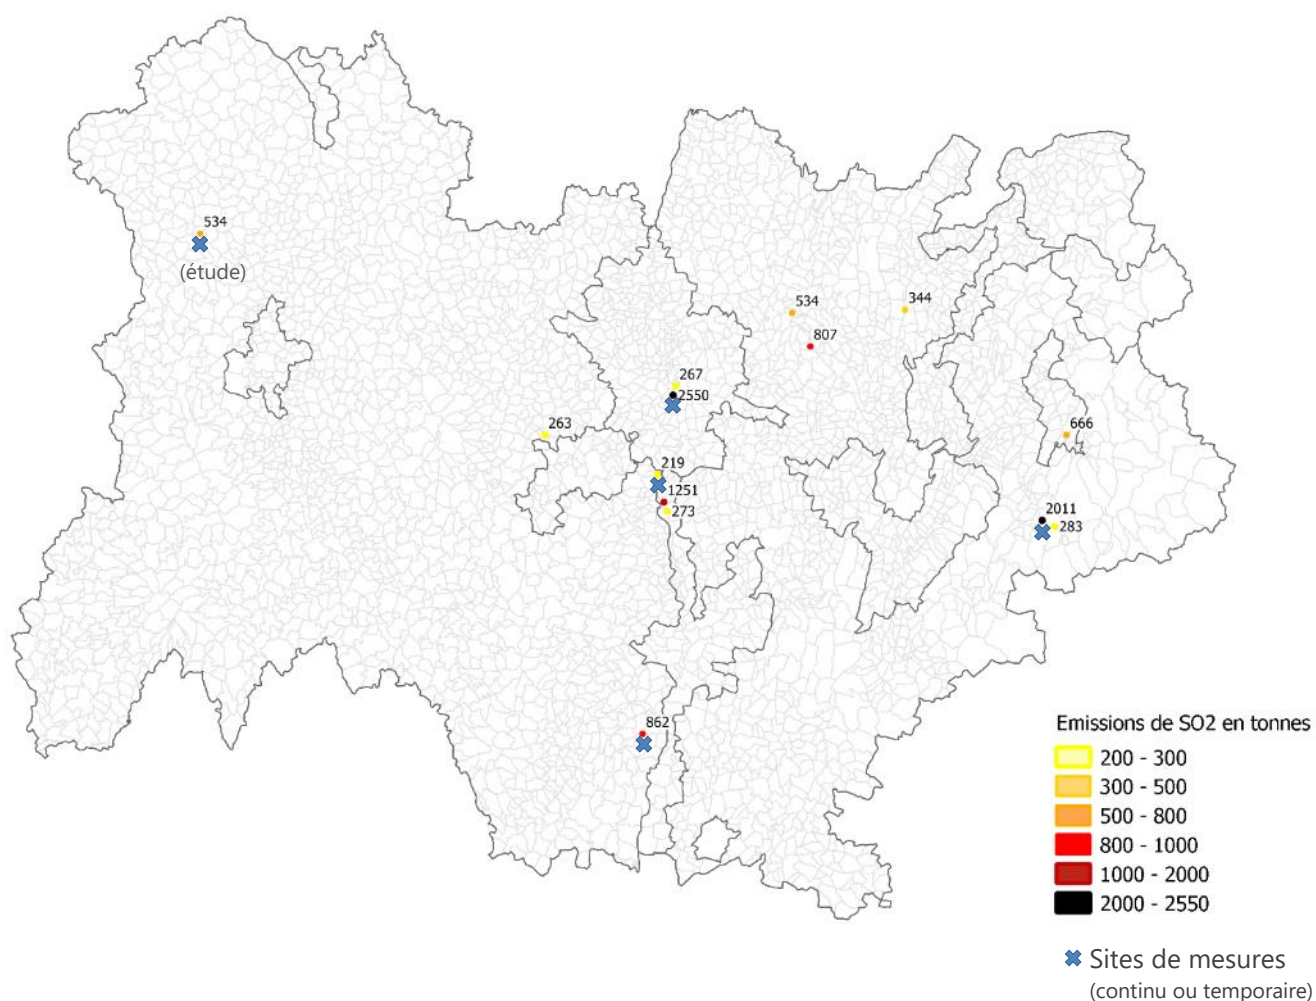 534
(étude)
534
344
807
267
2550
263
666
219
1251
273
2011
283
862
Emissions de SO2 en tonnes
200 - 300
300 - 500
500 - 800
800 - 1000
1000 - 2000
2000 - 2550
Sites de mesures
(continu ou temporaire)